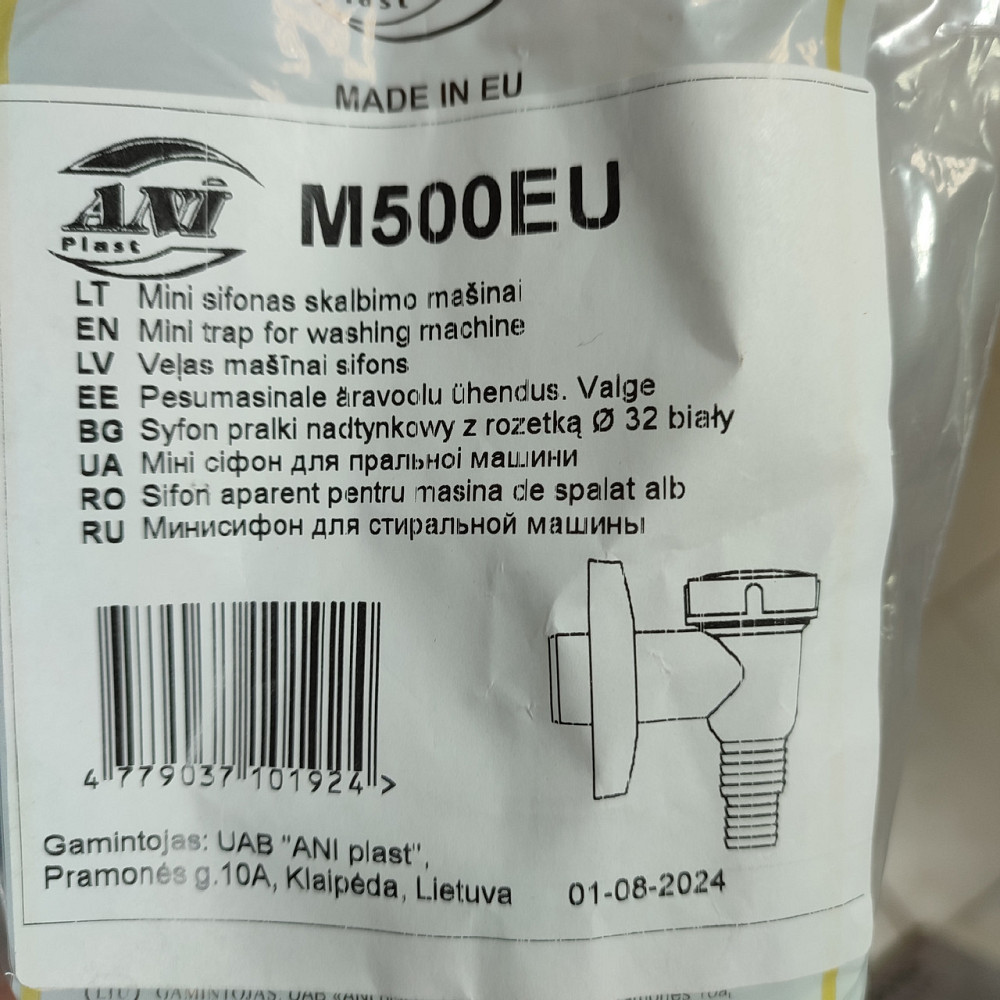 MADE IN EU
ANI
Plast
M500EU
LT Mini sifonas skalbimo mašinai
EN Mini trap for washing machine
LV Veļas mašīnai sifons
EE Pesumasinale äravoolu ühendus. Valge
BG Syfon pralki nadtynkowy z rozetką Ø 32 biały
UA Міні сіфон для пральноі машини
RO Sifon aparent pentru masina de spalat alb
RU Минисифон для стиральной машины
4 779037 101924 >
Gamintojas: UAB "ANI plast",
Pramonės g.10A, Klaipėda, Lietuva
01-08-2024